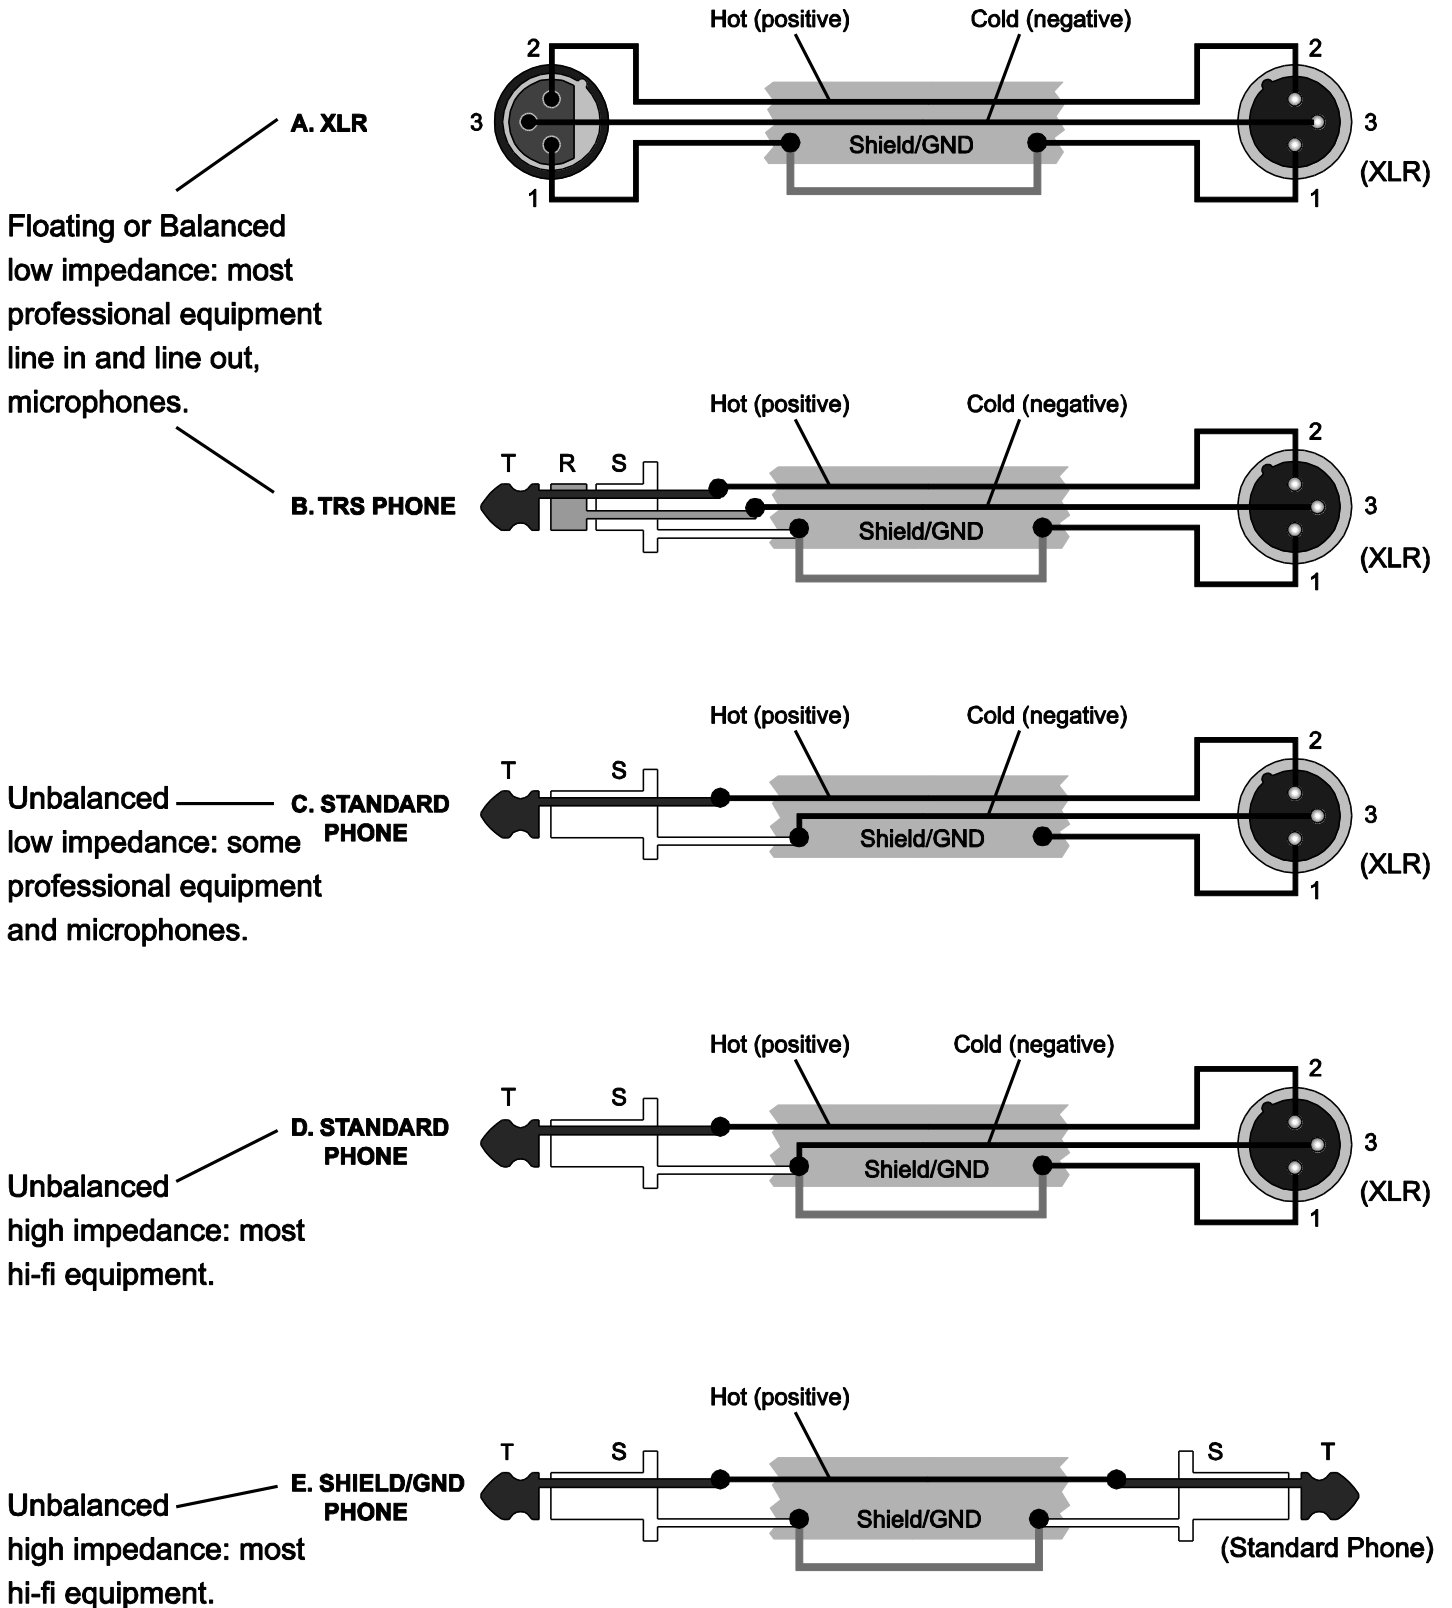 Hot (positive) Cold (negative)
2 2
A. XLR 3 Shield/GND 3
(XLR)
1 1
Floating or Balanced
low impedance: most
professional equipment
line in and line out,
microphones.
Hot (positive) Cold (negative)
2
T R S
B. TRS PHONE 3
Shield/GND
(XLR)
1
Hot (positive) Cold (negative)
2
T S
Unbalanced
low impedance: some
professional equipment
and microphones.
C. STANDARD
PHONE
3
Shield/GND
(XLR)
1
Hot (positive) Cold (negative)
2
T S
D. STANDARD
PHONE
3
Shield/GND
(XLR)
1
Unbalanced
high impedance: most
hi-fi equipment.
Hot (positive)
T S S T
E. SHIELD/GND
PHONE
Shield/GND
(Standard Phone)
Unbalanced
high impedance: most
hi-fi equipment.